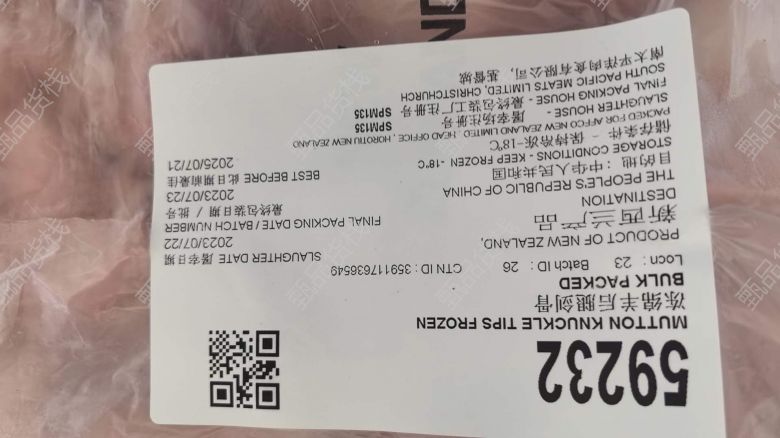 59232
MUTTON KNUCKLE TIPS FROZEN
冻绵羊后腿剑骨
BULK PACKED
Locn: 23 Batch ID: 26 CTN ID: 359117636549
PRODUCT OF NEW ZEALAND,
新西兰产品
DESTINATION
THE PEOPLE'S REPUBLIC OF CHINA
目的地:中华人民共和国
STORAGE CONDITIONS - KEEP FROZEN -18°C
储存条件 - 保持冷冻-18°C
SLAUGHTER DATE 屠宰日期
2023/07/22
FINAL PACKING DATE / BATCH NUMBER
最终包装日期 / 批号
2023/07/23
BEST BEFORE 此日期前最佳
2025/07/21
PACKED FOR AFFCO NEW ZEALAND LIMITED, HEAD OFFICE, HOROTIU NEW ZEALAND
SLAUGHTER HOUSE - 屠宰场注册号 SPM135
FINAL PACKING HOUSE - 最终包装工厂注册号 SPM135
SOUTH PACIFIC MEATS LIMITED, CHRISTCHURCH
南太平洋肉食有限公司,基督城
甄品货栈